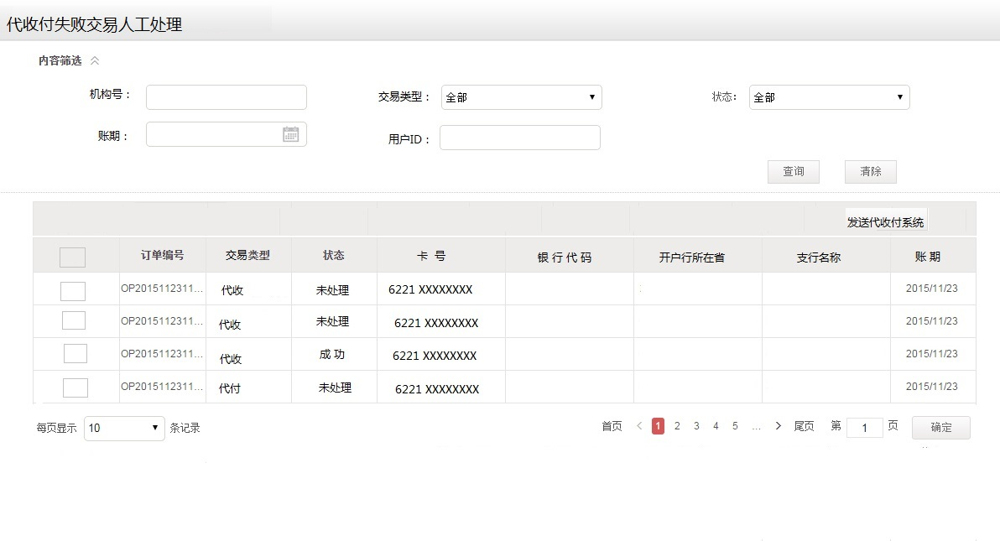 代收付失败交易人工处理
内容筛选
机构号： 交易类型： 全部 状态: 全部
账期： 用户ID：
查询 清除
发送代收付系统
订单编号 交易类型 状态 卡 号 银 行 代 码 开户行所在省 支行名称 账 期
OP2015112311... 代收 未处理 6221 XXXXXXXX 2015/11/23
OP2015112311... 代收 未处理 6221 XXXXXXXX 2015/11/23
OP2015112311... 代收 成 功 6221 XXXXXXXX 2015/11/23
OP2015112311... 代付 未处理 6221 XXXXXXXX 2015/11/23
每页显示 10 条记录 首页 < 1 2 3 4 5 ... > 尾页 第 1 页 确定